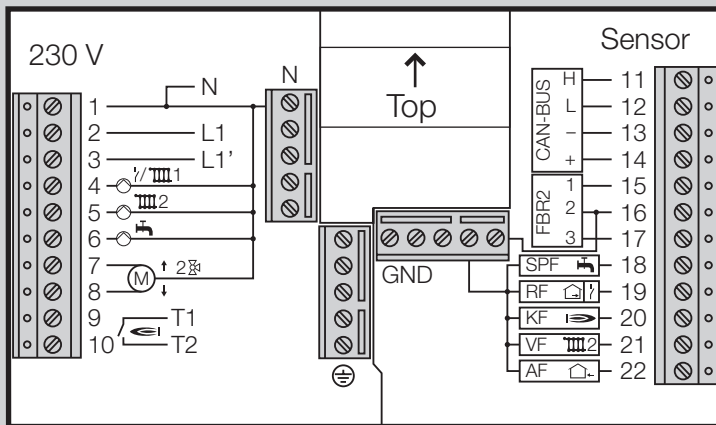 230 V
N
Top
Sensor
1 N
2 L1
3 L1'
4 1
5 2
6
7 M 2
8
9 T1
10 T2
GND
CAN-BUS
H 11
L 12
– 13
+ 14
FBR2
1 15
2 16
3 17
SPF 18
RF 19
KF 20
VF 2 21
AF 22